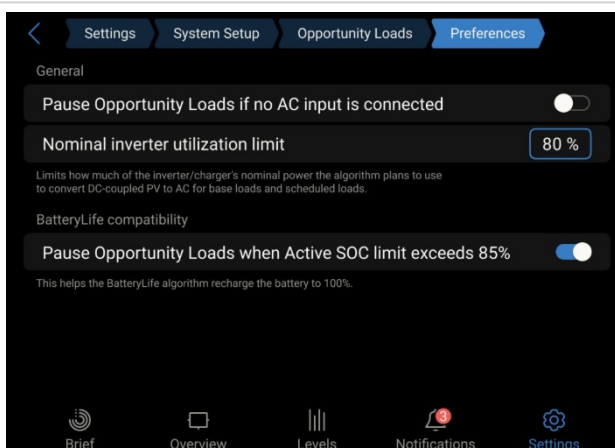 Settings
System Setup
Opportunity Loads
Preferences
General
Pause Opportunity Loads if no AC input is connected
Nominal inverter utilization limit
80 %
Limits how much of the inverter/charger's nominal power the algorithm plans to use
to convert DC-coupled PV to AC for base loads and scheduled loads.
BatteryLife compatibility
Pause Opportunity Loads when Active SOC limit exceeds 85%
This helps the BatteryLife algorithm recharge the battery to 100%.
3
Brief
Overview
Levels
Notifications
Settings